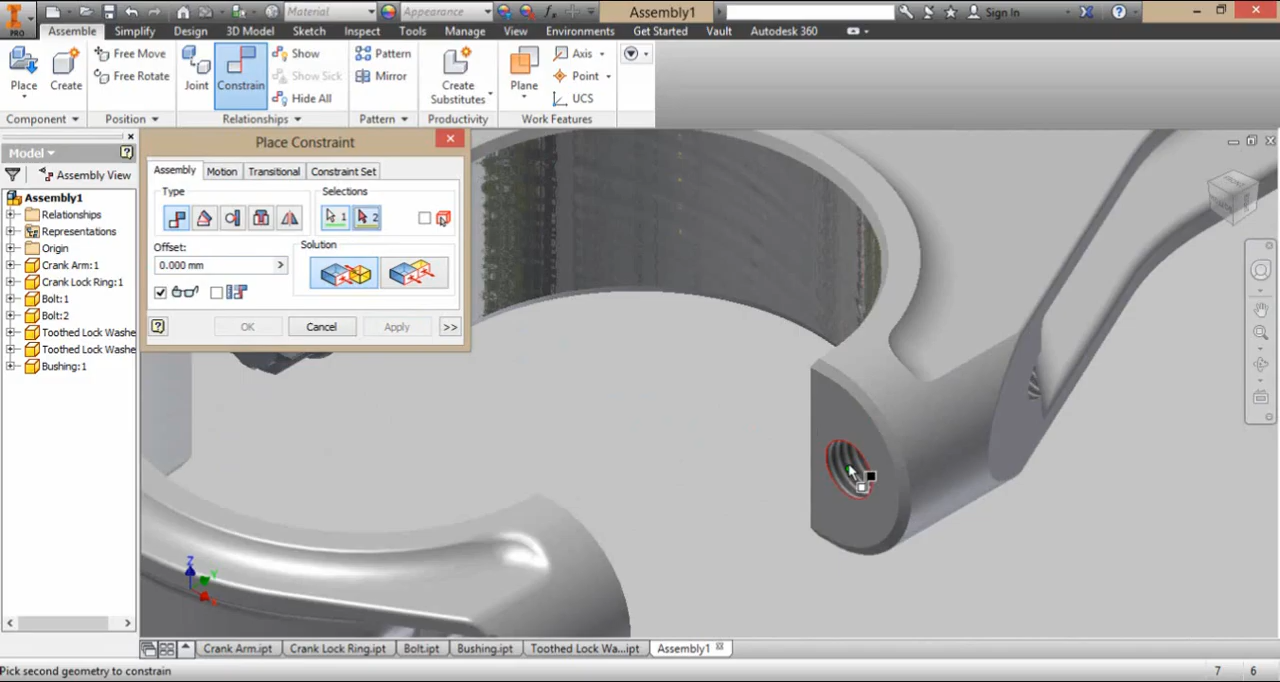 Material
Appearance
Assembly1
Sign In
PRO
Assemble Simplify Design 3D Model Sketch Inspect Tools Manage View Environments Get Started Vault Autodesk 360
Place
Create
Free Move
Free Rotate
Joint
Constrain
Show
Show Sick
Hide All
Pattern
Mirror
Create
Substitutes
Plane
Axis
Point
UCS
Component
Position
Relationships
Pattern
Productivity
Work Features
Model
Assembly View
Assembly1
Relationships
Representations
Origin
Crank Arm:1
Crank Lock Ring:1
Bolt:1
Bolt:2
Toothed Lock Washe
Toothed Lock Washe
Bushing:1
Place Constraint
Assembly Motion Transitional Constraint Set
Type
Selections
1
2
Offset:
0.000 mm
Solution
OK
Cancel
Apply
>>
Z
Crank Arm.ipt Crank Lock Ring.ipt Bolt.ipt Bushing.ipt Toothed Lock Wa...ipt Assembly1
Pick second geometry to constrain
7 6